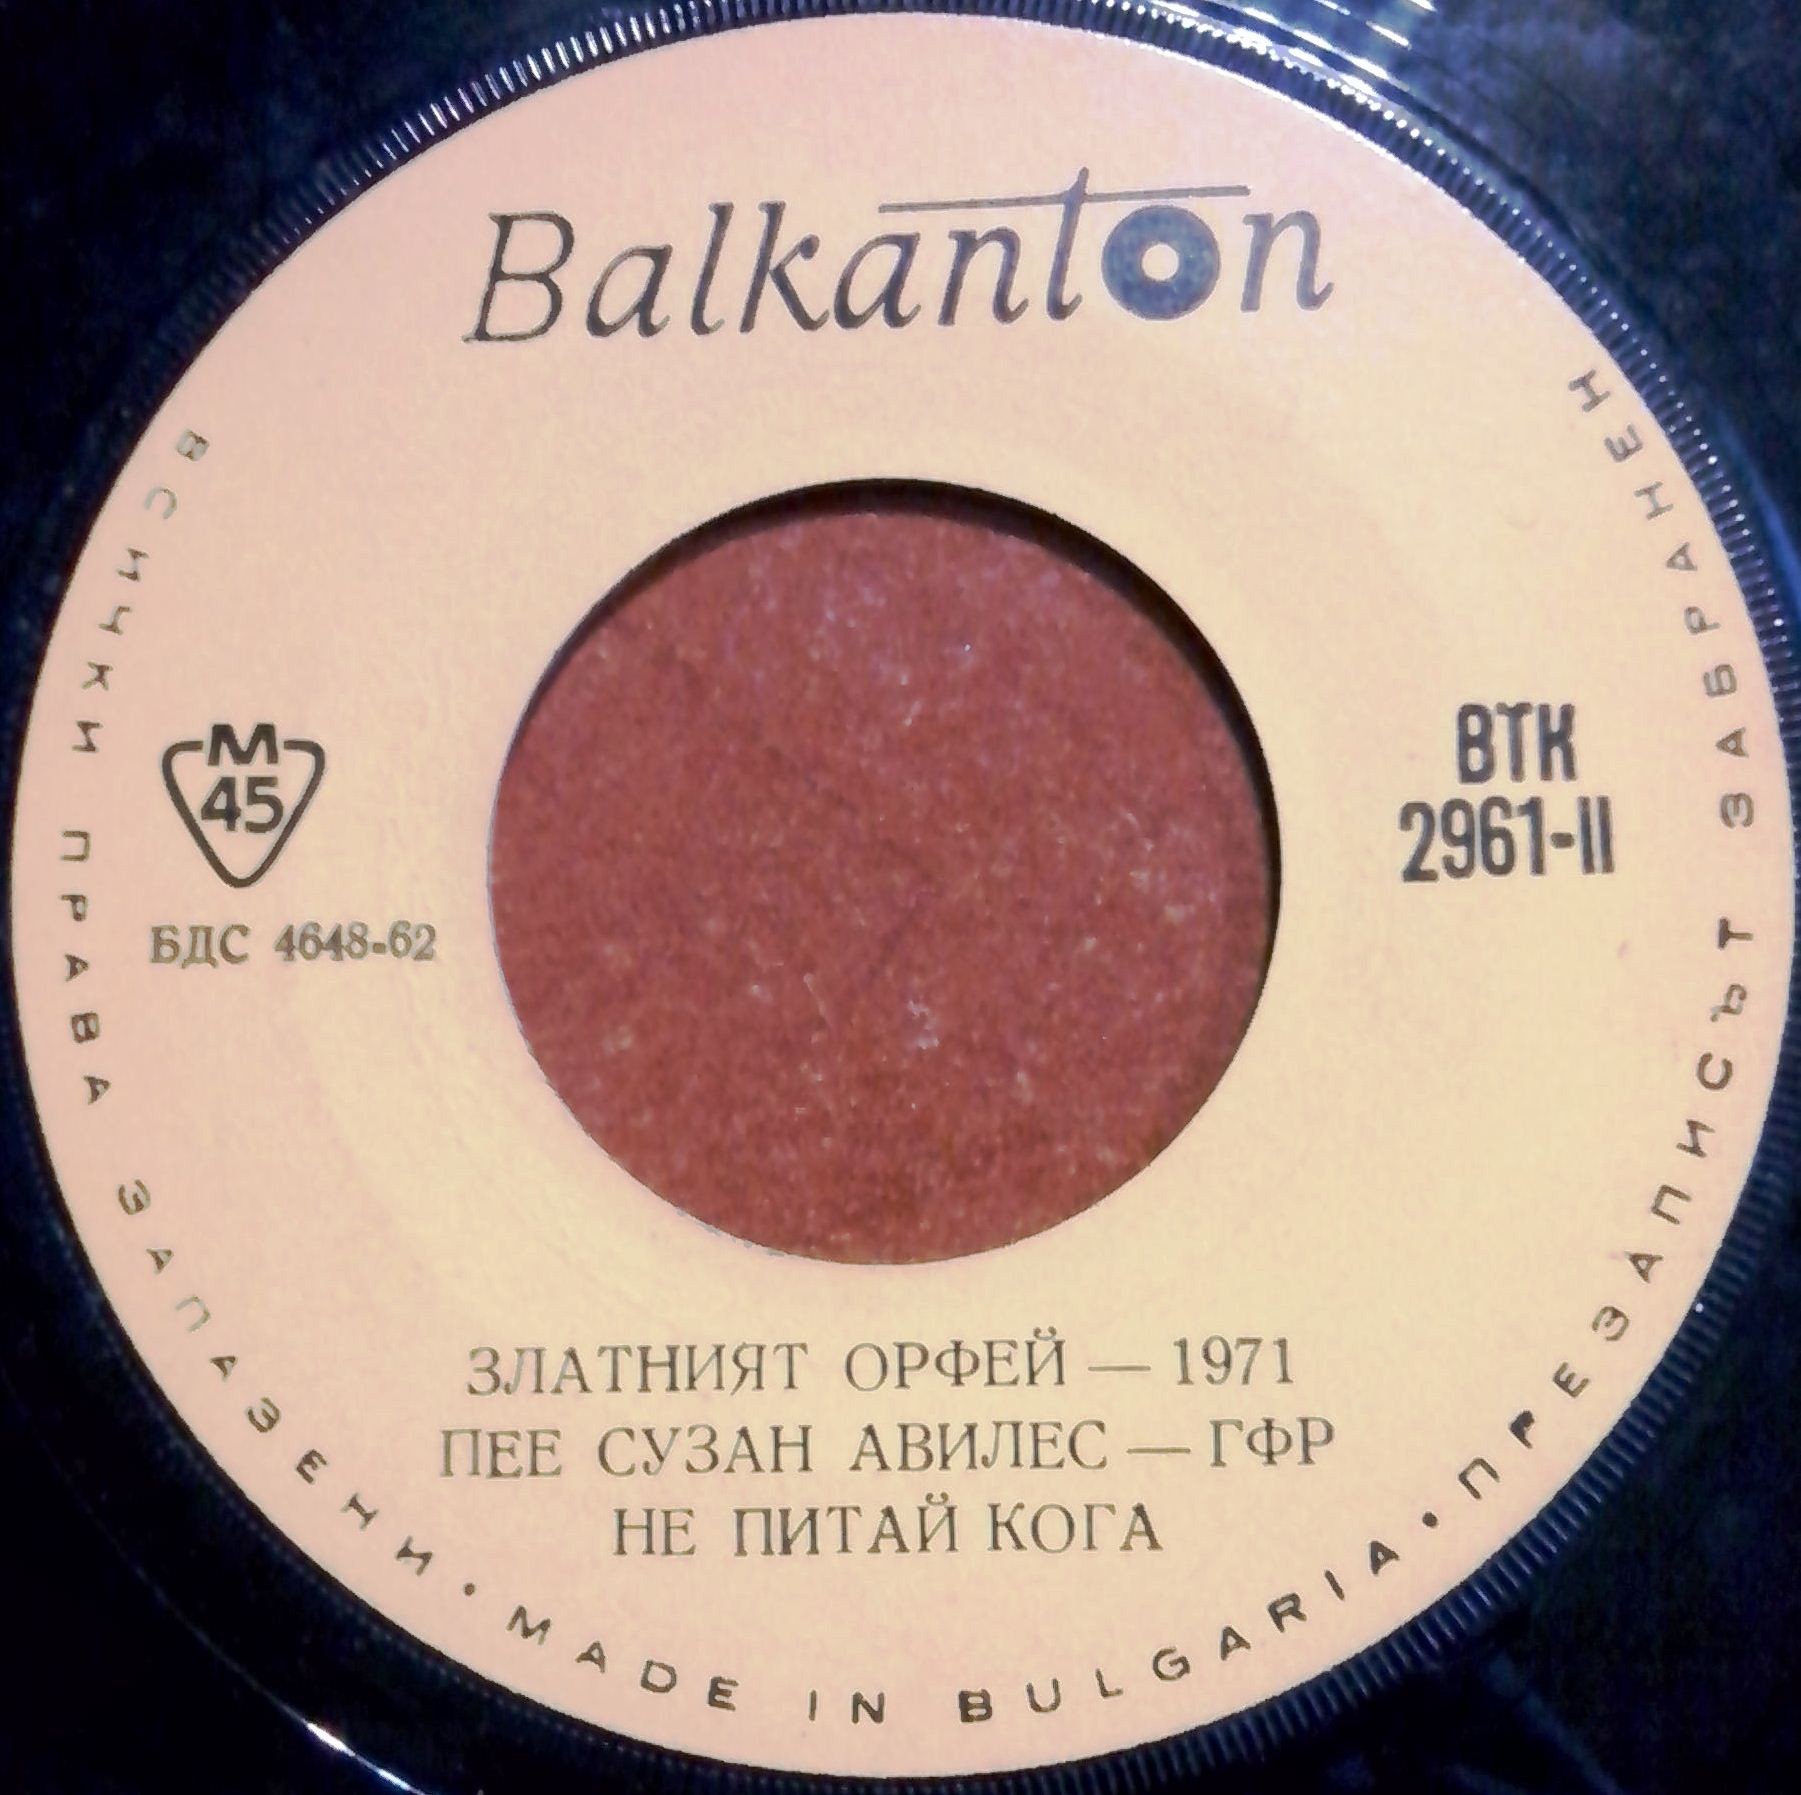 Balkanton
М
45
БДС 4648-62
ВТК
2961-II
ЗЛАТНИЯТ ОРФЕЙ — 1971
ПЕЕ СУЗАН АВИЛЕС — ГФР
НЕ ПИТАЙ КОГА
ВСИЧКИ ПРАВА ЗАПАЗЕНИ · MADE IN BULGARIA · ПРЕЗАПИСЪТ ЗАБРАНЕН